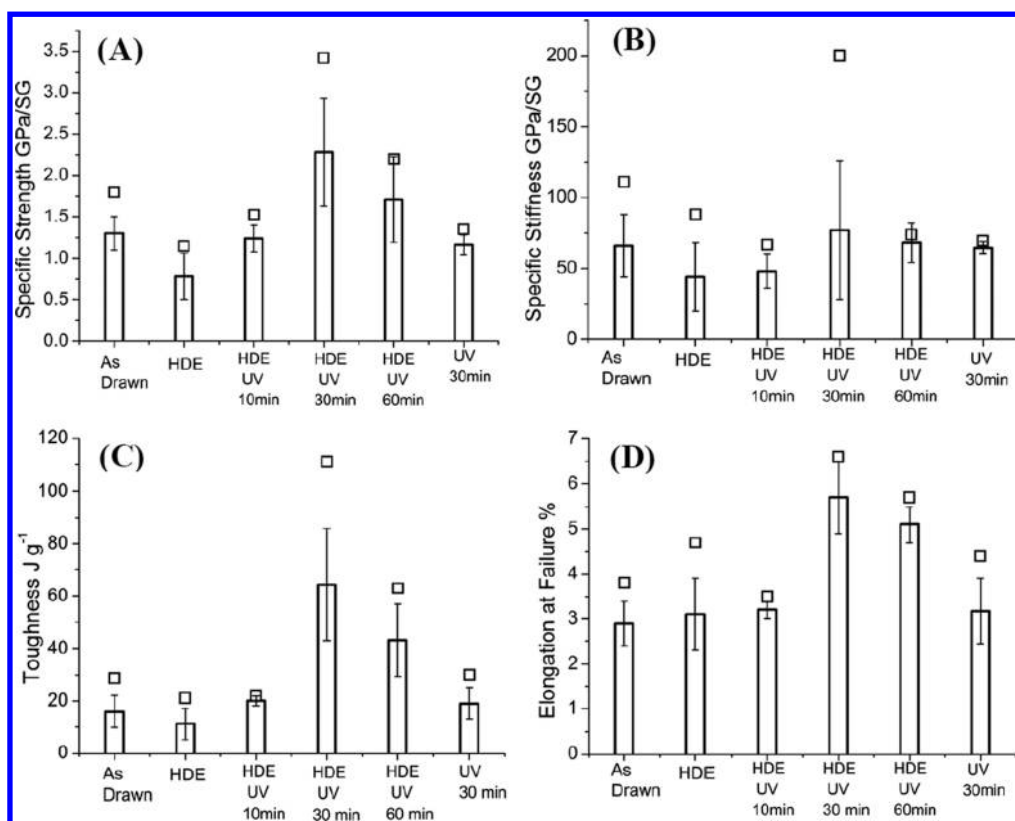 (A)
Specific Strength GPa/SG
3.5
3.0
2.5
2.0
1.5
1.0
0.5
0.0
As
Drawn
HDE
HDE
UV
10min
HDE
UV
30min
HDE
UV
60min
UV
30min
(B)
Specific Stiffness GPa/SG
200
150
100
50
0
As
Drawn
HDE
HDE
UV
10min
HDE
UV
30min
HDE
UV
60min
UV
30min
(C)
Toughness J g⁻¹
120
100
80
60
40
20
0
As
Drawn
HDE
HDE
UV
10min
HDE
UV
30 min
HDE
UV
60 min
UV
30 min
(D)
Elongation at Failure %
7
6
5
4
3
2
1
0
As
Drawn
HDE
HDE
UV
10min
HDE
UV
30 min
HDE
UV
60min
UV
30min